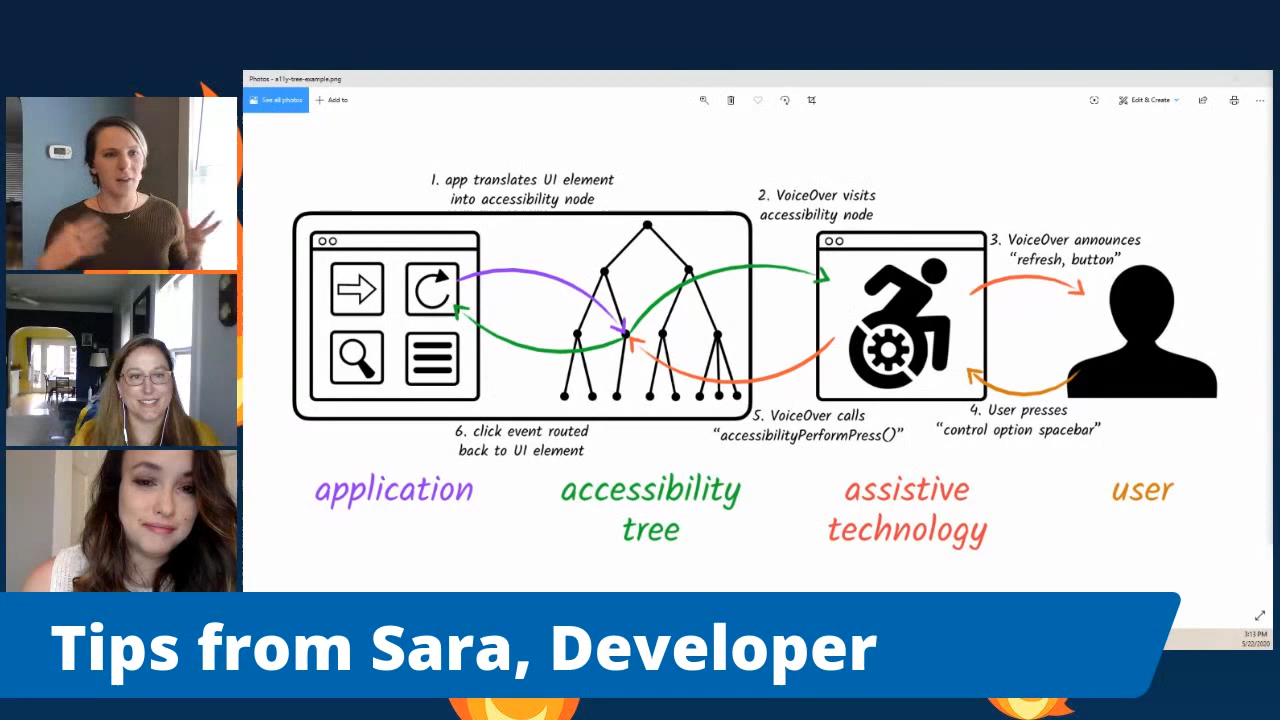 Photos - a11y-tree-example.png
See all photos
Add to
Edit & Create
1. app translates UI element
into accessibility node
2. VoiceOver visits
accessibility node
3. VoiceOver announces
“refresh, button”
4. User presses
“control option spacebar”
5. VoiceOver calls
“accessibilityPerformPress()”
6. click event routed
back to UI element
application
accessibility
tree
assistive
technology
user
Tips from Sara, Developer
3:13 PM
5/22/2020